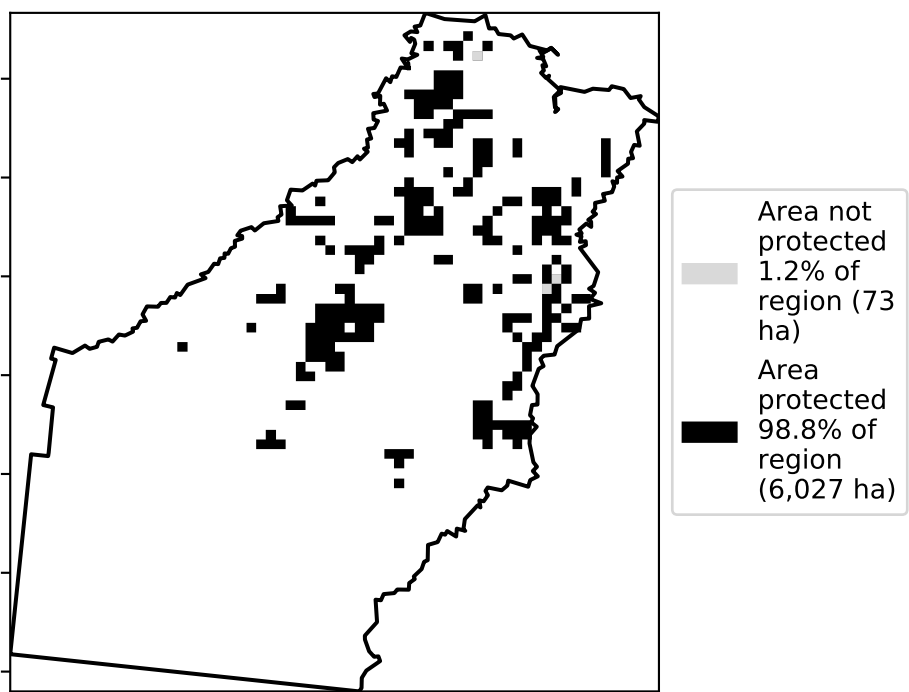 Area not
protected
1.2% of
region (73
ha)
Area
protected
98.8% of
region
(6,027 ha)